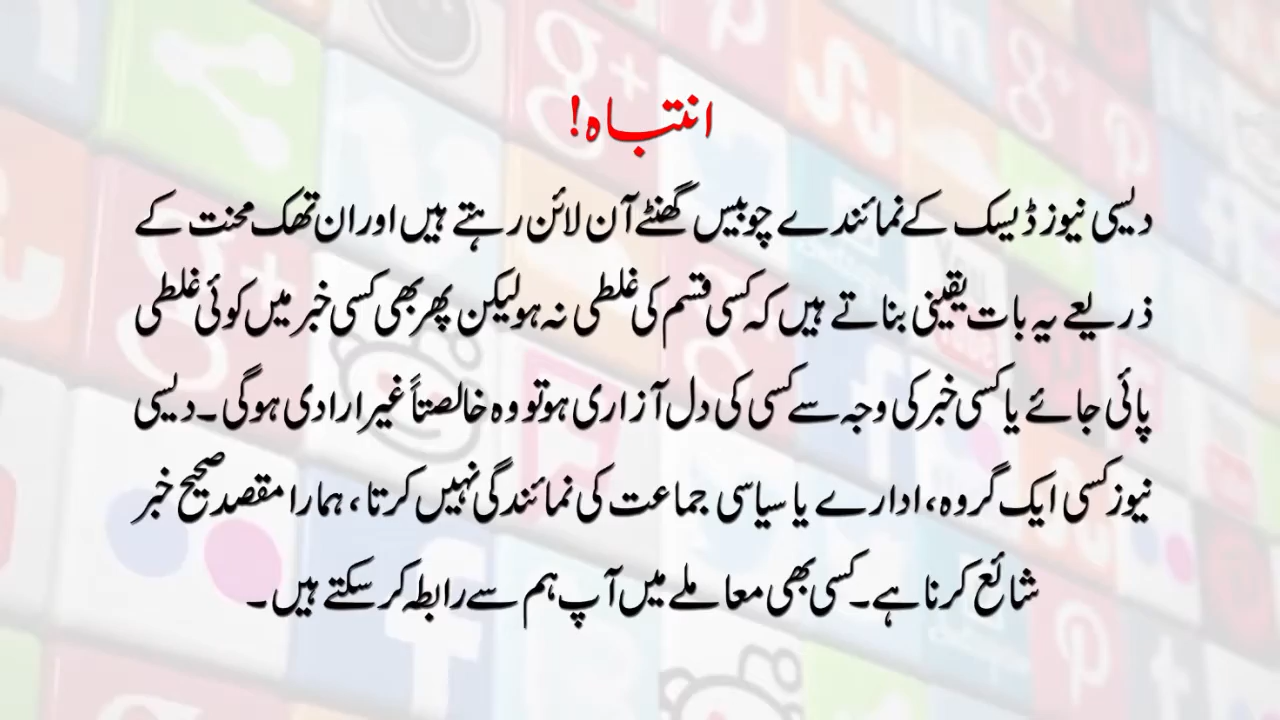 انتباہ!
دیسی نیوز ڈیسک کے نمائندے چوبیس گھنٹے آن لائن رہتے ہیں اور ان تھک محنت کے
ذریعے یہ بات یقینی بناتے ہیں کہ کسی قسم کی غلطی نہ ہو لیکن پھر بھی کسی خبر میں کوئی غلطی
پائی جائے یا کسی خبر کی وجہ سے کسی کی دل آزاری ہو تو وہ خالصتاً غیر ارادی ہوگی۔ دیسی
نیوز کسی ایک گروہ، ادارے یا سیاسی جماعت کی نمائندگی نہیں کرتا، ہمارا مقصد صحیح خبر
شائع کرنا ہے۔ کسی بھی معاملے میں آپ ہم سے رابطہ کر سکتے ہیں۔